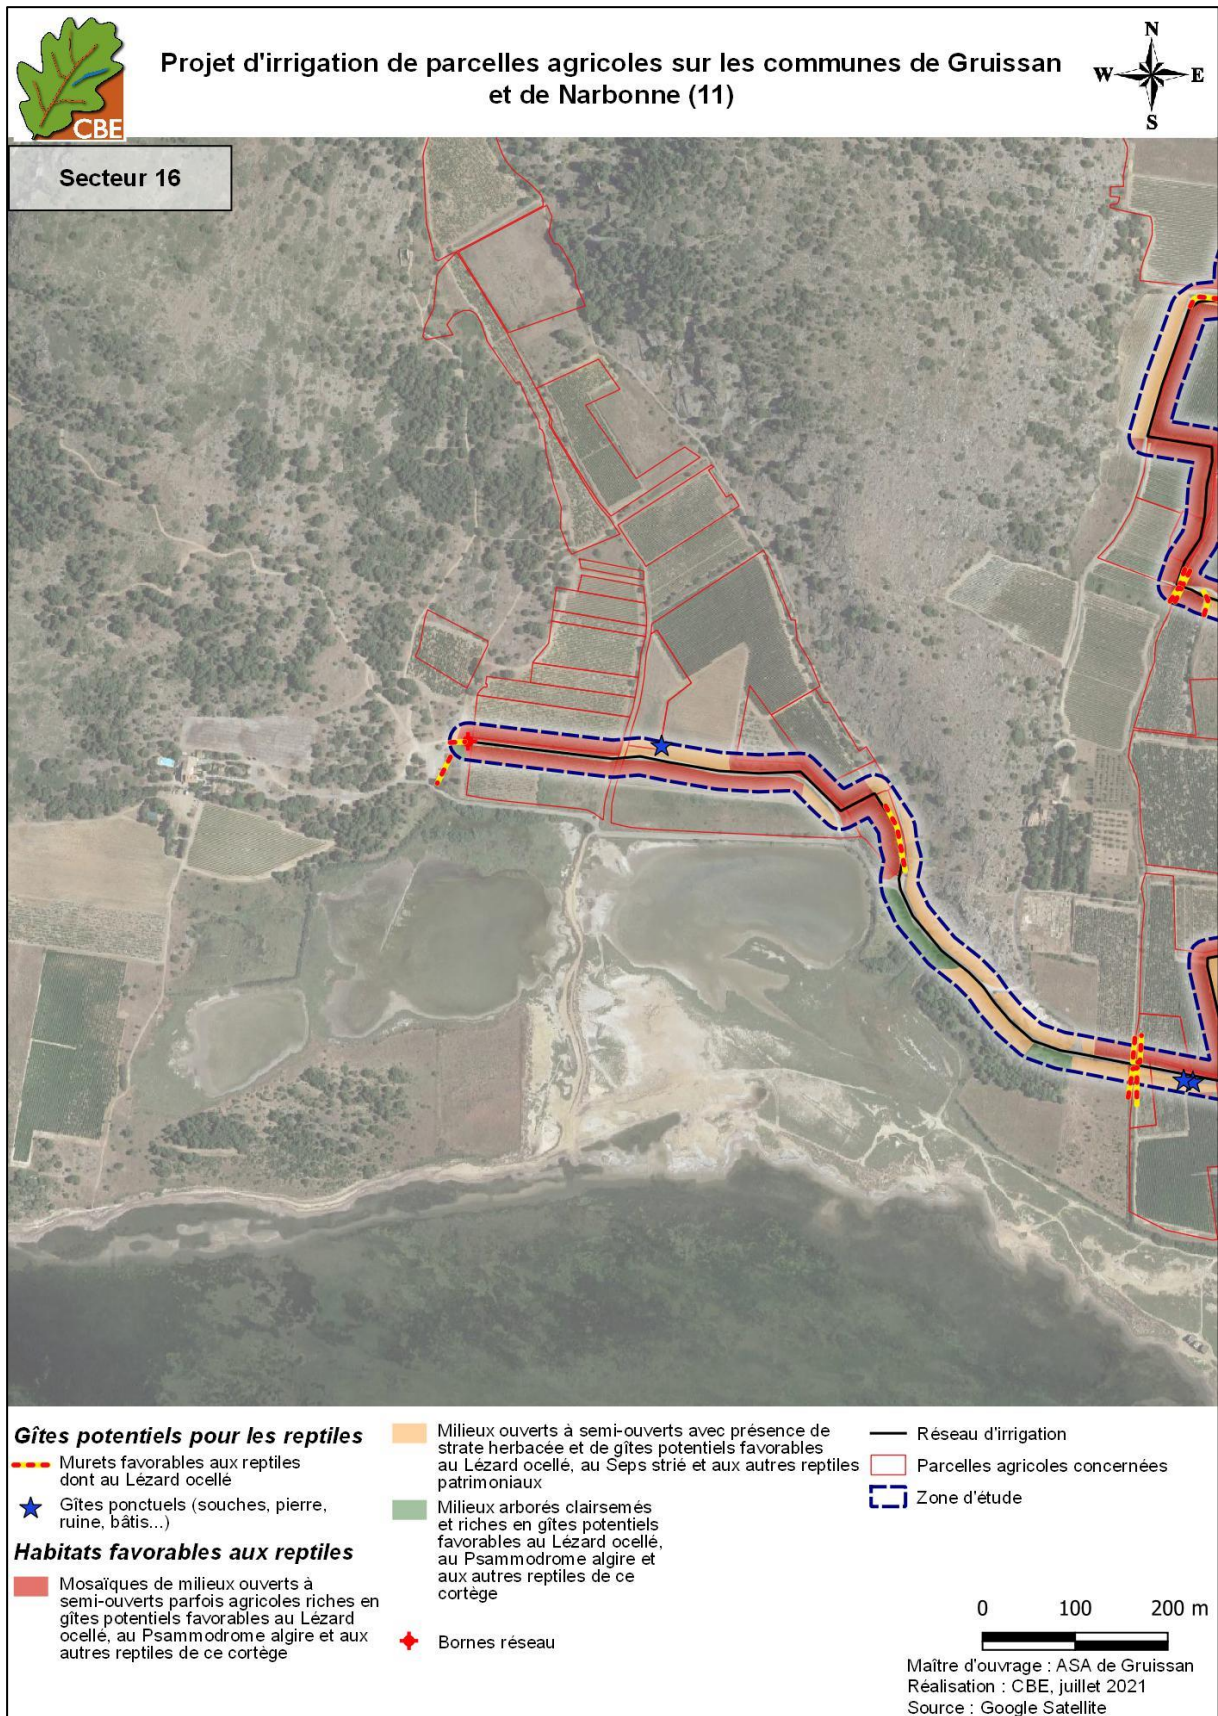 CBE
Projet d'irrigation de parcelles agricoles sur les communes de Gruissan
et de Narbonne (11)
N
W
E
S
Secteur 16
Gîtes potentiels pour les reptiles
Murets favorables aux reptiles
dont au Lézard ocellé
Gîtes ponctuels (souches, pierre,
ruine, bâtis...)
Habitats favorables aux reptiles
Mosaïques de milieux ouverts à
semi-ouverts parfois agricoles riches en
gîtes potentiels favorables au Lézard
ocellé, au Psammodrome algire et aux
autres reptiles de ce cortège
Milieux ouverts à semi-ouverts avec présence de
strate herbacée et de gîtes potentiels favorables
au Lézard ocellé, au Seps strié et aux autres reptiles
patrimoniaux
Milieux arborés clairsemés
et riches en gîtes potentiels
favorables au Lézard ocellé,
au Psammodrome algire et
aux autres reptiles de ce
cortège
Bornes réseau
Réseau d'irrigation
Parcelles agricoles concernées
Zone d'étude
0 100 200 m
Maître d'ouvrage : ASA de Gruissan
Réalisation : CBE, juillet 2021
Source : Google Satellite